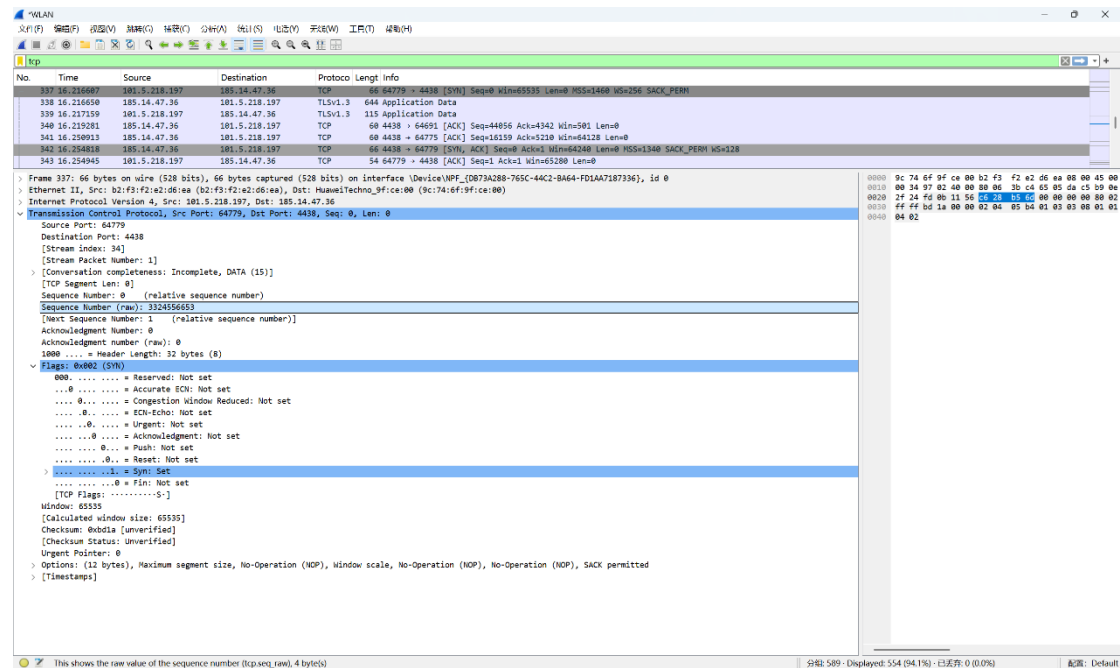 *WLAN
文件(F) 编辑(E) 视图(V) 跳转(G) 捕获(C) 分析(A) 统计(S) 电话(Y) 无线(W) 工具(T) 帮助(H)
tcp
No. Time Source Destination Protoco Lengt Info
337 16.216607 101.5.218.197 185.14.47.36 TCP 66 64779 → 4438 [SYN] Seq=0 Win=65535 Len=0 MSS=1460 WS=256 SACK_PERM
338 16.216650 185.14.47.36 101.5.218.197 TLSv1.3 644 Application Data
339 16.217159 101.5.218.197 185.14.47.36 TLSv1.3 115 Application Data
340 16.219281 185.14.47.36 101.5.218.197 TCP 60 4438 → 64691 [ACK] Seq=44056 Ack=4342 Win=501 Len=0
341 16.250913 185.14.47.36 101.5.218.197 TCP 60 4438 → 64775 [ACK] Seq=16159 Ack=5210 Win=64128 Len=0
342 16.254818 185.14.47.36 101.5.218.197 TCP 66 4438 → 64779 [SYN, ACK] Seq=0 Ack=1 Win=64240 Len=0 MSS=1340 SACK_PERM WS=128
343 16.254945 101.5.218.197 185.14.47.36 TCP 54 64779 → 4438 [ACK] Seq=1 Ack=1 Win=65280 Len=0
Frame 337: 66 bytes on wire (528 bits), 66 bytes captured (528 bits) on interface \Device\NPF_{DB73A288-765C-44C2-BA64-FD1AA7187336}, id 0
Ethernet II, Src: b2:f3:f2:e2:d6:ea (b2:f3:f2:e2:d6:ea), Dst: HuaweiTechno_9f:ce:00 (9c:74:6f:9f:ce:00)
Internet Protocol Version 4, Src: 101.5.218.197, Dst: 185.14.47.36
Transmission Control Protocol, Src Port: 64779, Dst Port: 4438, Seq: 0, Len: 0
Source Port: 64779
Destination Port: 4438
[Stream index: 34]
[Stream Packet Number: 1]
[Conversation completeness: Incomplete, DATA (15)]
[TCP Segment Len: 0]
Sequence Number: 0 (relative sequence number)
Sequence Number (raw): 3324556653
[Next Sequence Number: 1 (relative sequence number)]
Acknowledgment Number: 0
Acknowledgment number (raw): 0
1000 .... = Header Length: 32 bytes (8)
Flags: 0x002 (SYN)
000. .... .... = Reserved: Not set
...0 .... .... = Accurate ECN: Not set
.... 0... .... = Congestion Window Reduced: Not set
.... .0.. .... = ECN-Echo: Not set
.... ..0. .... = Urgent: Not set
.... ...0 .... = Acknowledgment: Not set
.... .... 0... = Push: Not set
.... .... .0.. = Reset: Not set
.... .... ..1. = Syn: Set
.... .... ...0 = Fin: Not set
[TCP Flags: ··········S·]
Window: 65535
[Calculated window size: 65535]
Checksum: 0xbd1a [unverified]
[Checksum Status: Unverified]
Urgent Pointer: 0
Options: (12 bytes), Maximum segment size, No-Operation (NOP), Window scale, No-Operation (NOP), No-Operation (NOP), SACK permitted
[Timestamps]
0000 9c 74 6f 9f ce 00 b2 f3 f2 e2 d6 ea 08 00 45 00
0010 00 34 97 02 40 00 80 06 3b c4 65 05 da c5 b9 0e
0020 2f 24 fd 0b 11 56 c6 28 b5 6d 00 00 00 00 80 02
0030 ff ff bd 1a 00 00 02 04 05 b4 01 03 03 08 01 01
0040 04 02
This shows the raw value of the sequence number (tcp.seq_raw), 4 byte(s)
分组: 589 · Displayed: 554 (94.1%) · 已丢弃: 0 (0.0%)
配置: Default